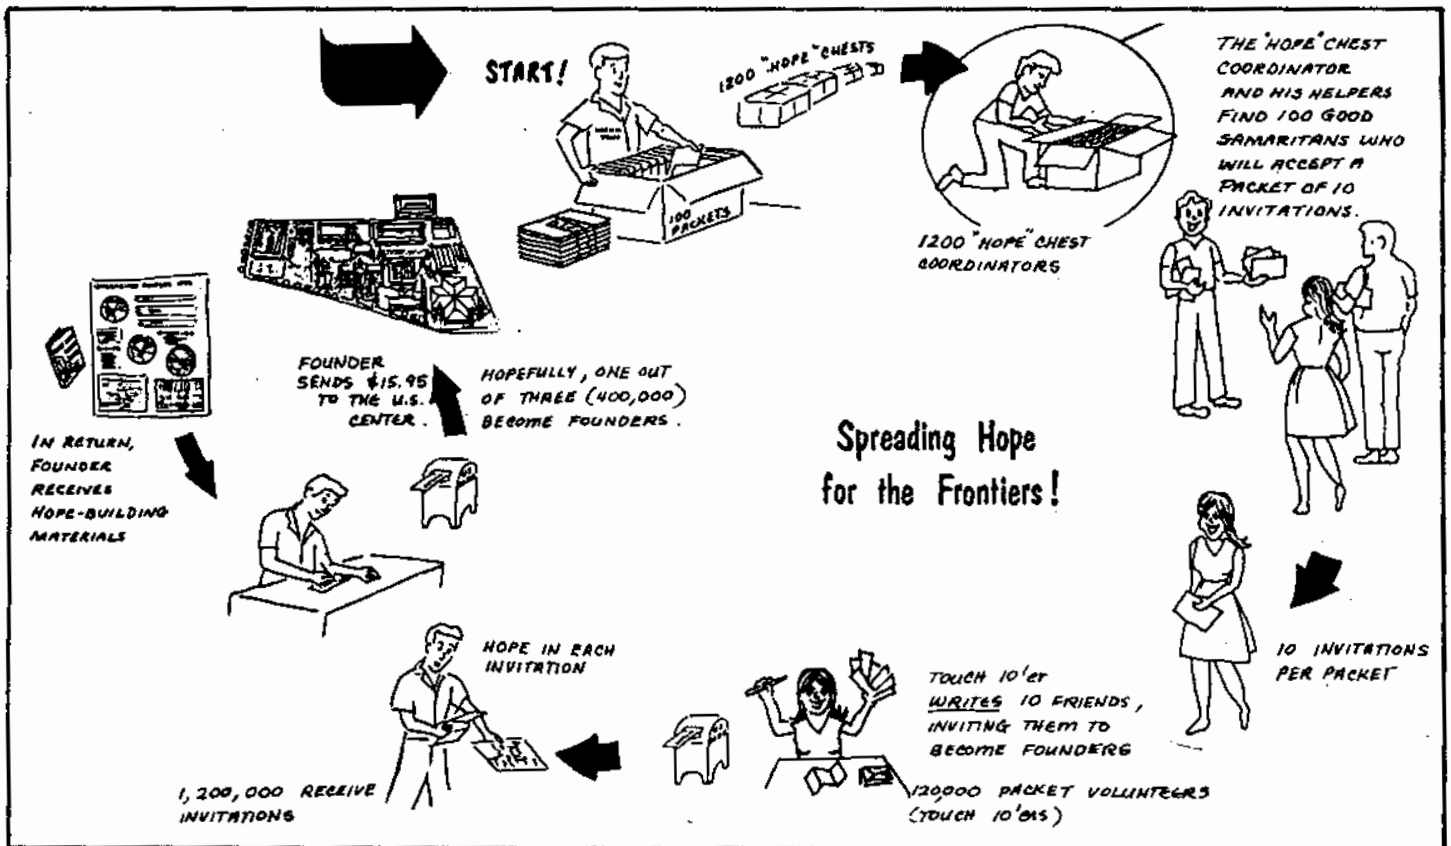 START!
100
PACKETS
1200 "HOPE" CHESTS
1200 "HOPE" CHEST
COORDINATORS
THE "HOPE" CHEST
COORDINATOR
AND HIS HELPERS
FIND 100 GOOD
SAMARITANS WHO
WILL ACCEPT A
PACKET OF 10
INVITATIONS.
10 INVITATIONS
PER PACKET
TOUCH 10'er
WRITES 10 FRIENDS,
INVITING THEM TO
BECOME FOUNDERS
120,000 PACKET VOLUNTEERS
(TOUCH 10'ers)
HOPE IN EACH
INVITATION
1,200,000 RECEIVE
INVITATIONS
HOPEFULLY, ONE OUT
OF THREE (400,000)
BECOME FOUNDERS.
FOUNDER
SENDS $15.95
TO THE U.S.
CENTER.
IN RETURN,
FOUNDER
RECEIVES
HOPE-BUILDING
MATERIALS
Spreading Hope
for the Frontiers!